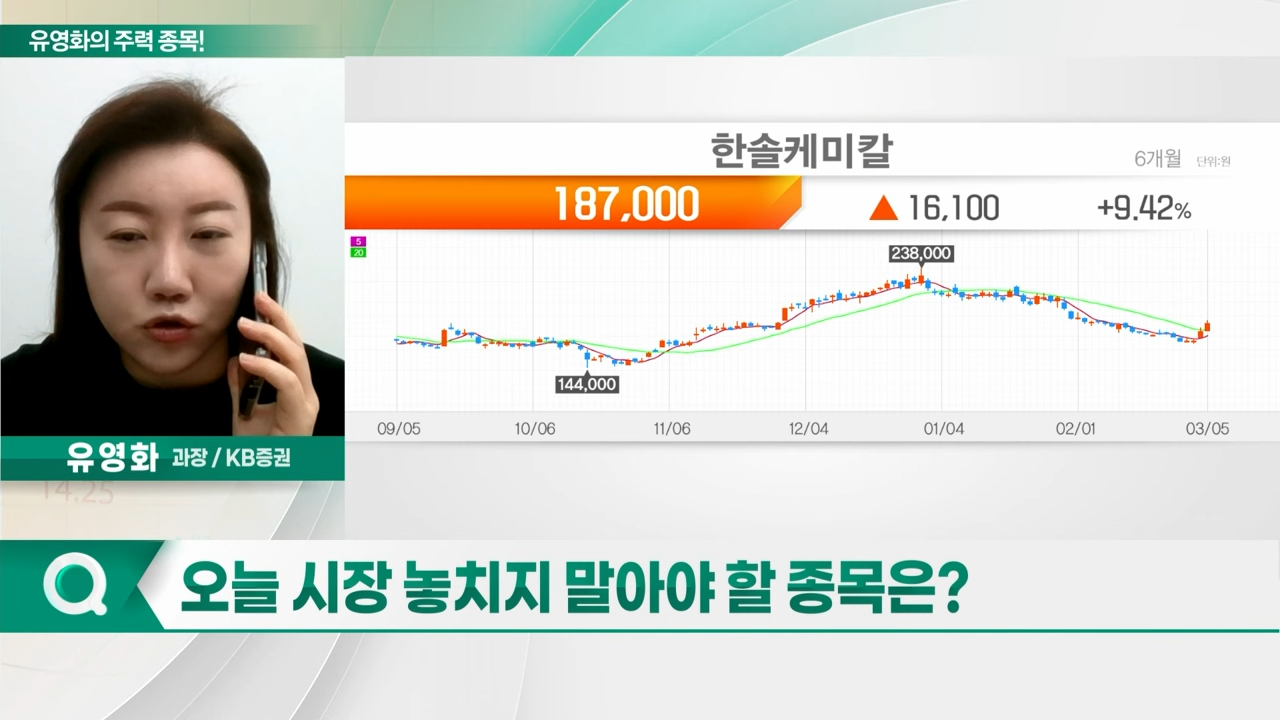 유영화의 주력 종목!
한솔케미칼
6개월 단위:원
187,000 ▲ 16,100 +9.42%
5
20
238,000
144,000
09/05 10/06 11/06 12/04 01/04 02/01 03/05
유영화 과장 / KB증권
14.25
오늘 시장 놓치지 말아야 할 종목은?